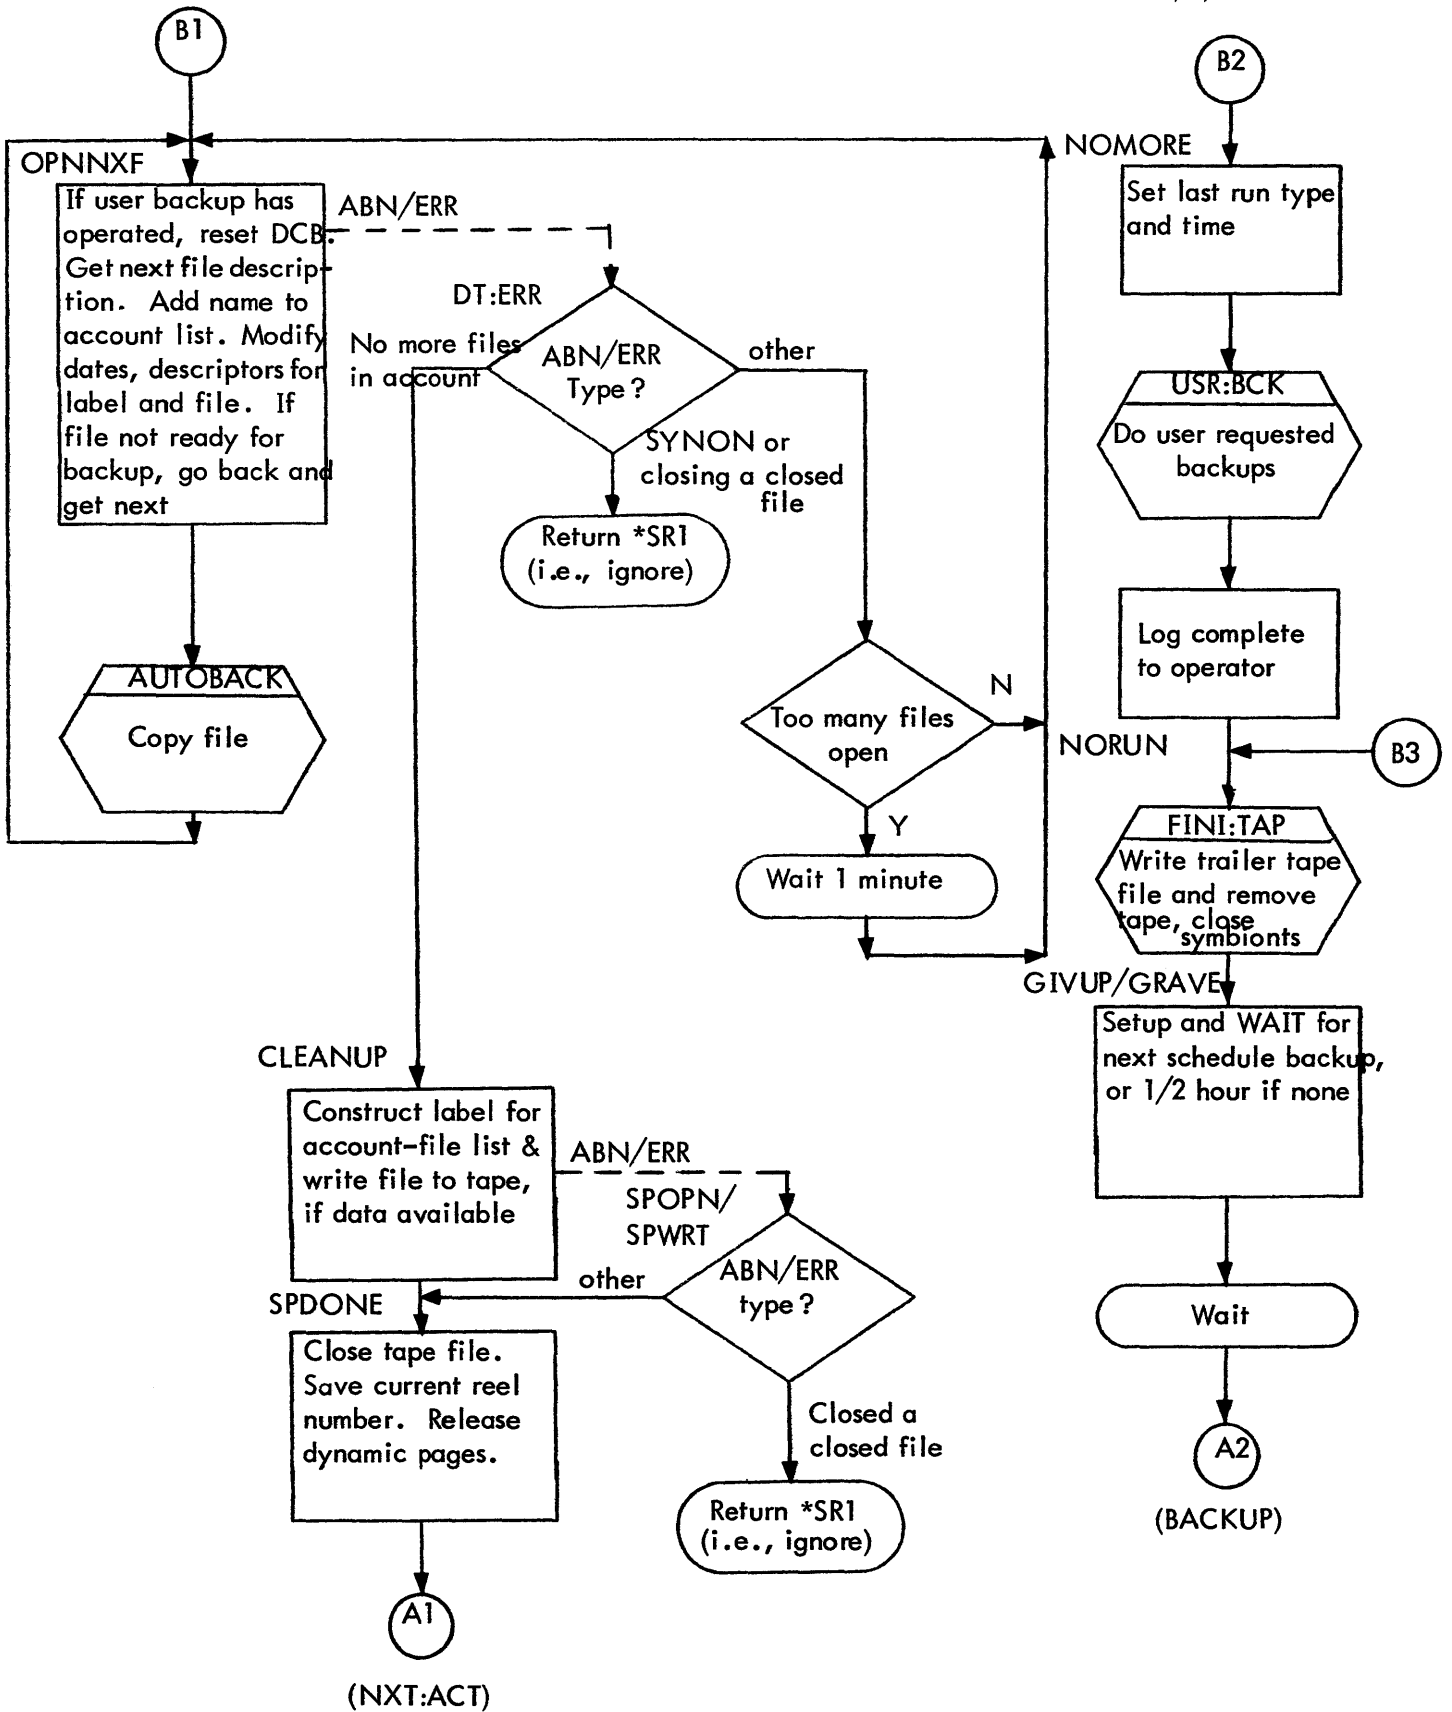 B1
OPNNXF
If user backup has
operated, reset DCB.
Get next file descrip-
tion. Add name to
account list. Modify
dates, descriptors for
label and file. If
file not ready for
backup, go back and
get next
ABN/ERR
DT:ERR
No more files
in account
ABN/ERR
Type?
other
SYNON or
closing a closed
file
Return *SR1
(i.e., ignore)
AUTOBACK
Copy file
Too many files
open
N
Y
Wait 1 minute
CLEANUP
Construct label for
account-file list &
write file to tape,
if data available
ABN/ERR
SPOPN/
SPWRT
ABN/ERR
type?
other
SPDONE
Close tape file.
Save current reel
number. Release
dynamic pages.
Closed a
closed file
Return *SR1
(i.e., ignore)
A1
(NXT:ACT)
B2
NOMORE
Set last run type
and time
USR:BCK
Do user requested
backups
Log complete
to operator
NORUN
B3
FINI:TAP
Write trailer tape
file and remove
tape, close
symbionts
GIVUP/GRAVE
Setup and WAIT for
next schedule backup,
or 1/2 hour if none
Wait
A2
(BACKUP)